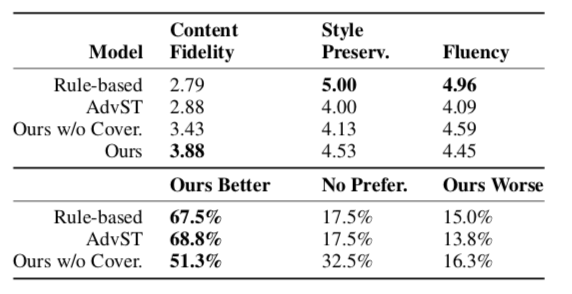 Content Style
Model Fidelity Preserv. Fluency
Rule-based 2.79 5.00 4.96
AdvST 2.88 4.00 4.09
Ours w/o Cover. 3.43 4.13 4.59
Ours 3.88 4.53 4.45
Ours Better No Prefer. Ours Worse
Rule-based 67.5% 17.5% 15.0%
AdvST 68.8% 17.5% 13.8%
Ours w/o Cover. 51.3% 32.5% 16.3%